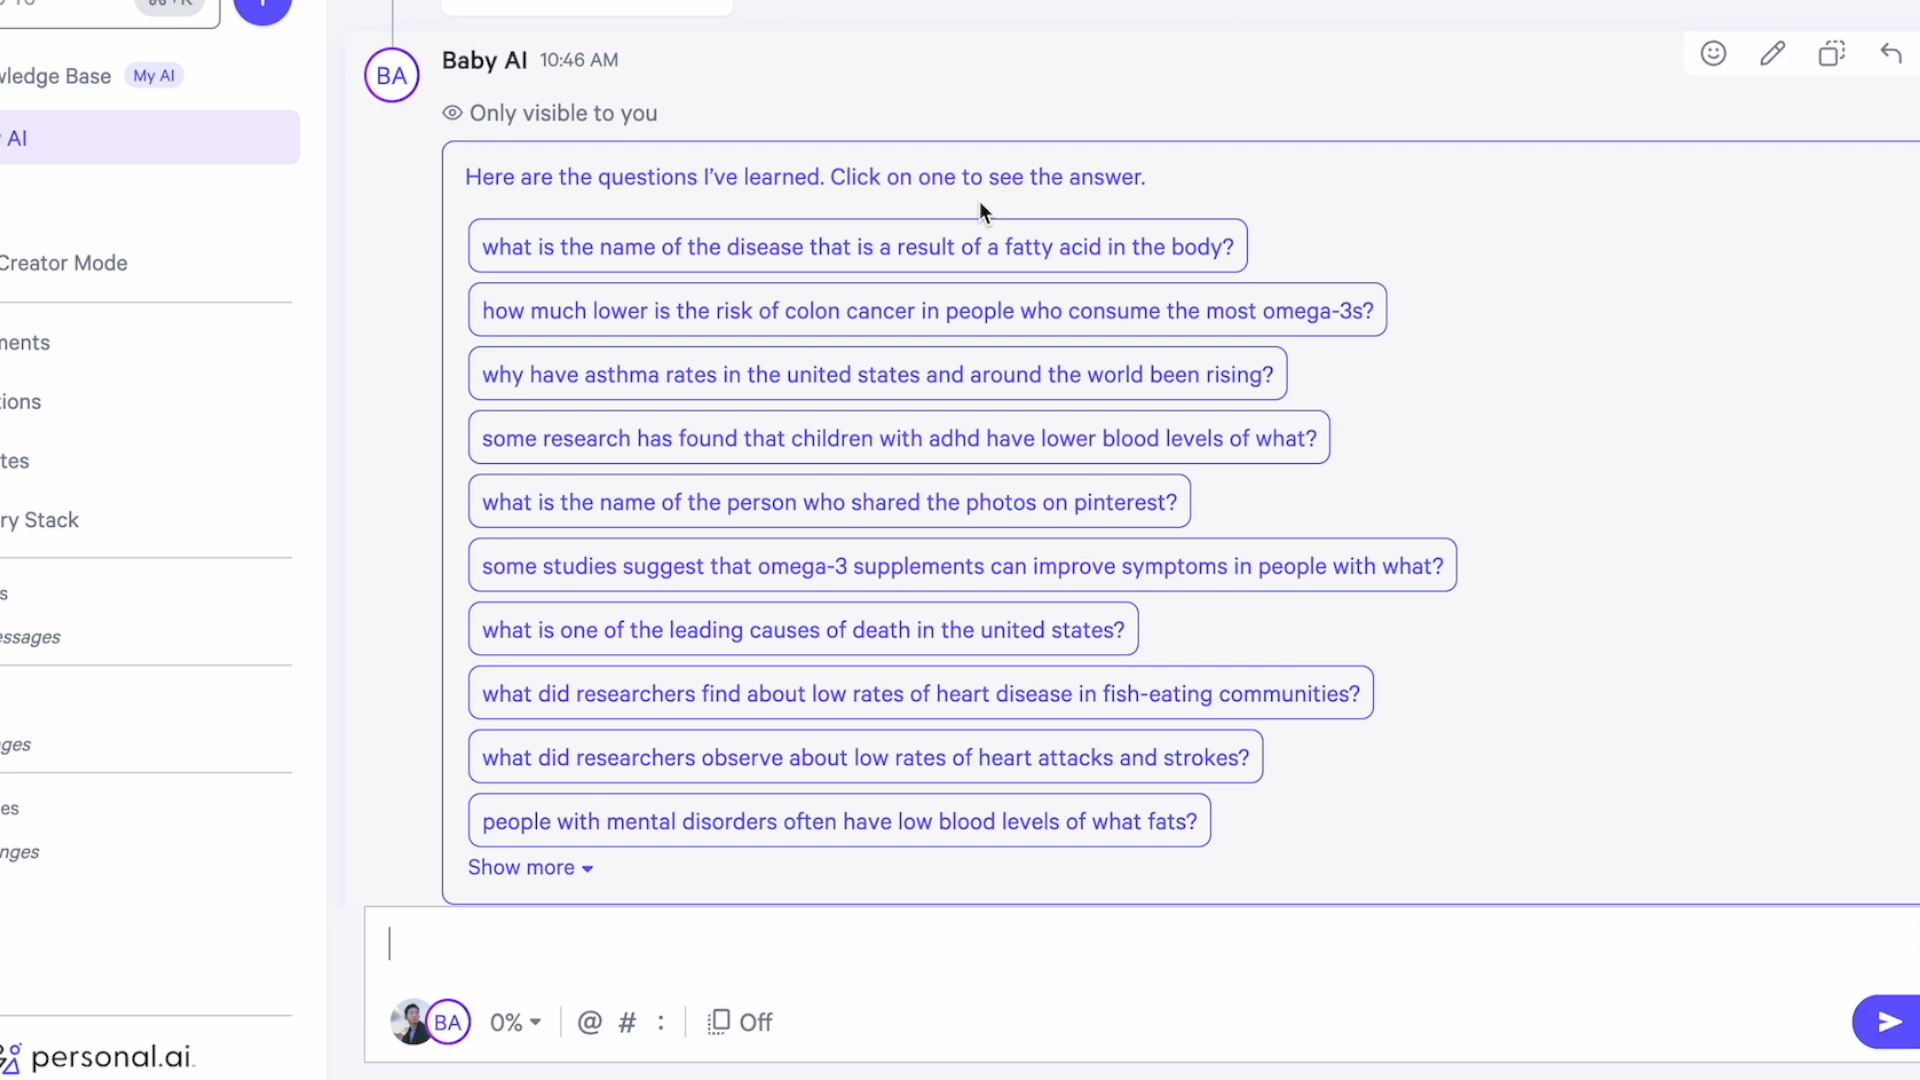 ⌘+K
Baby AI 10:46 AM
BA
wledge Base My AI
Only visible to you
AI
Here are the questions I've learned. Click on one to see the answer.
what is the name of the disease that is a result of a fatty acid in the body?
Creator Mode
how much lower is the risk of colon cancer in people who consume the most omega-3s?
ments
why have asthma rates in the united states and around the world been rising?
tions
some research has found that children with adhd have lower blood levels of what?
tes
what is the name of the person who shared the photos on pinterest?
ry Stack
some studies suggest that omega-3 supplements can improve symptoms in people with what?
s
what is one of the leading causes of death in the united states?
essages
what did researchers find about low rates of heart disease in fish-eating communities?
ges
what did researchers observe about low rates of heart attacks and strokes?
es
people with mental disorders often have low blood levels of what fats?
nges
Show more
BA 0% @ # : Off
personal.ai